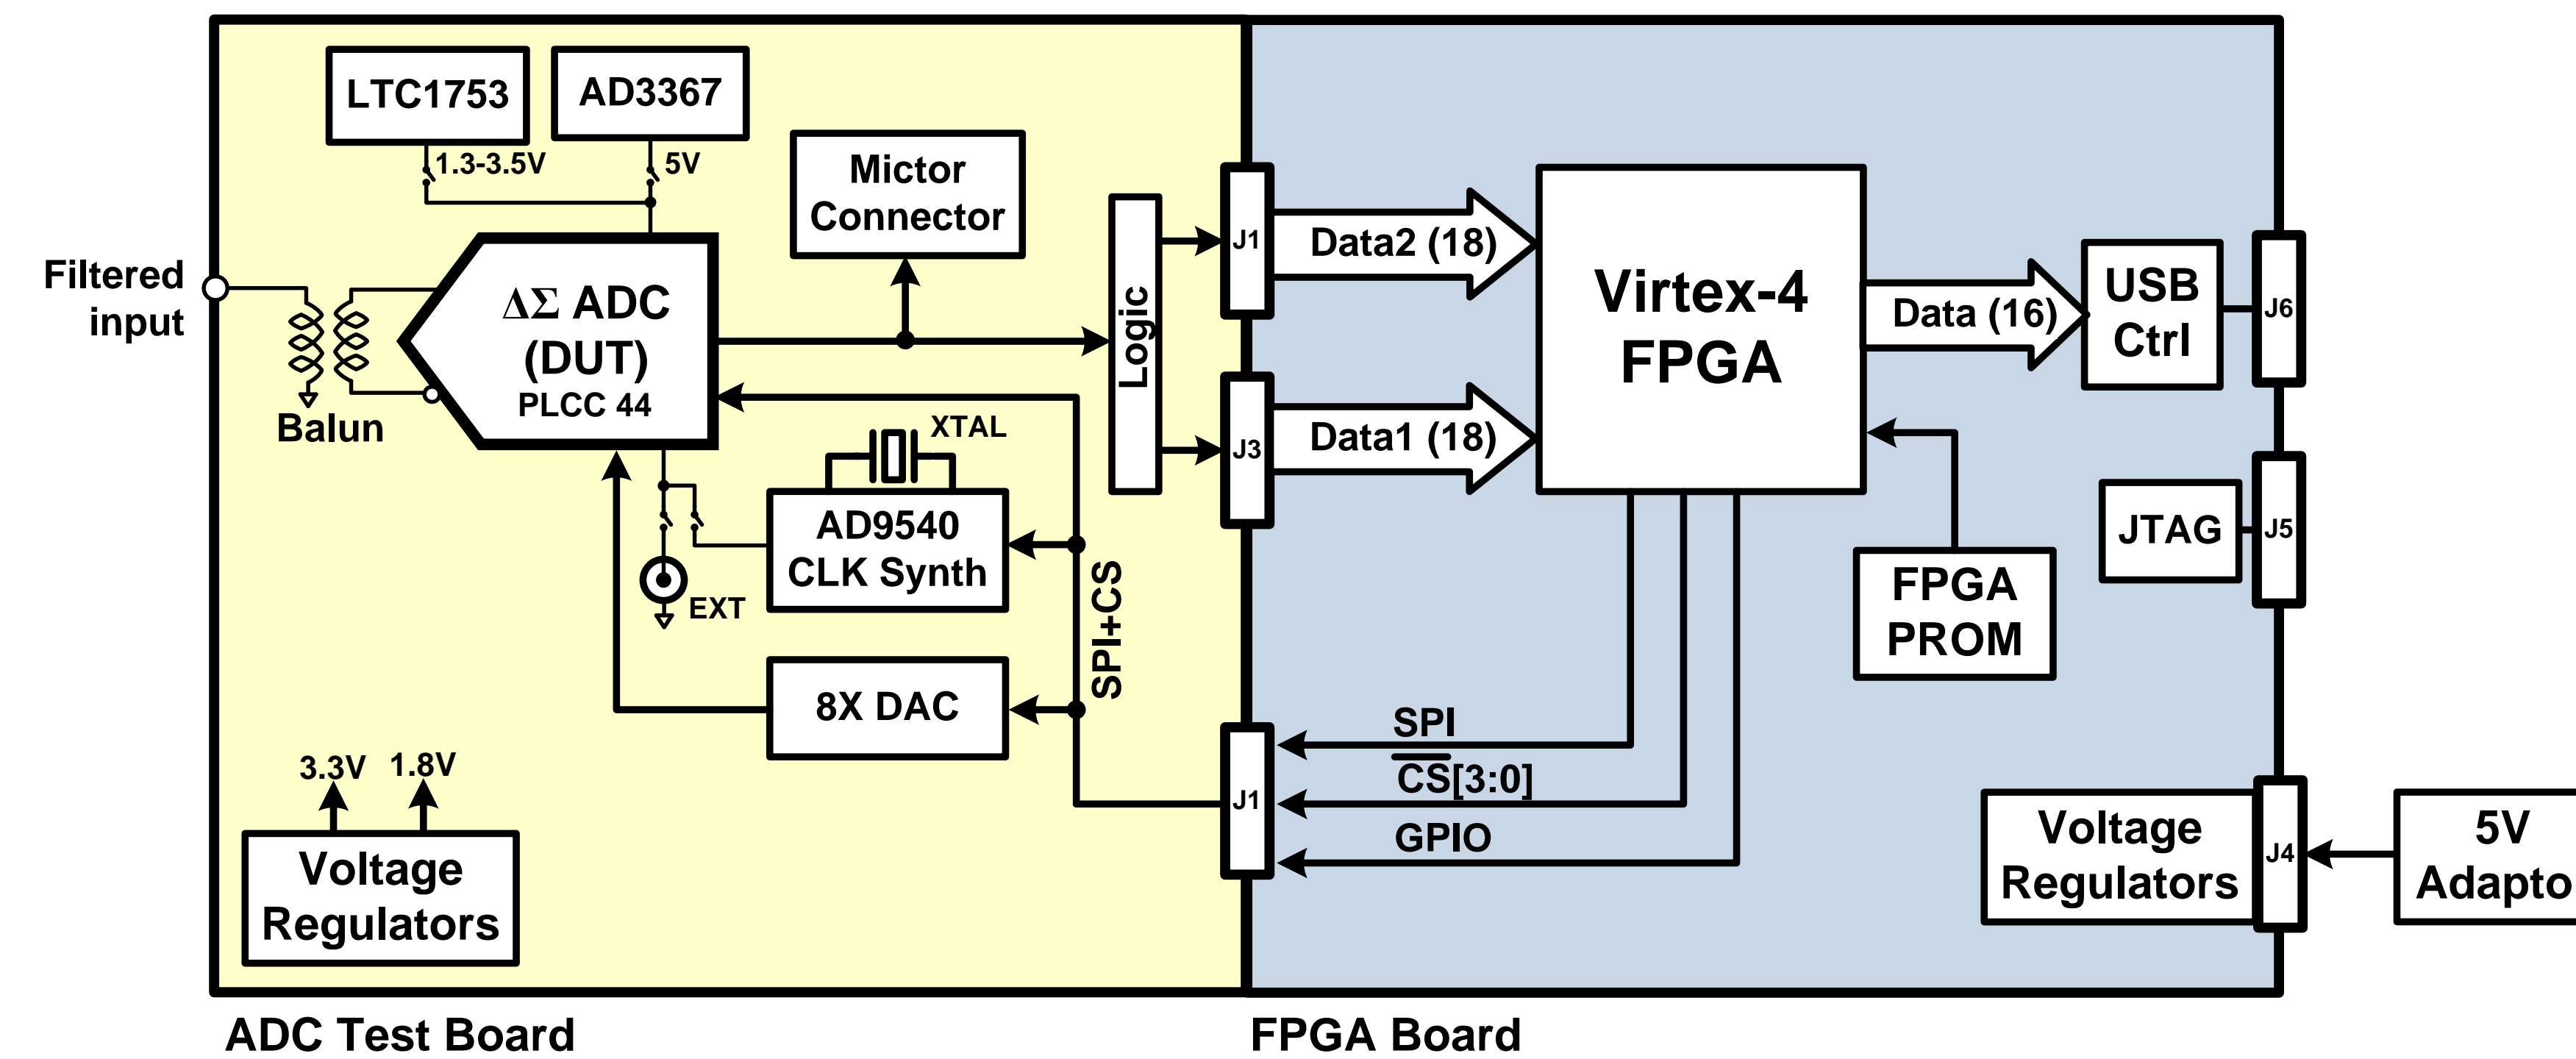 LTC1753
AD3367
1.3-3.5V
5V
Mictor
Connector
Filtered
input
Balun
ΔΣ ADC
(DUT)
PLCC 44
Logic
J1
Data2 (18)
J3
Data1 (18)
Virtex-4
FPGA
Data (16)
USB
Ctrl
J6
JTAG
J5
FPGA
PROM
XTAL
AD9540
CLK Synth
EXT
8X DAC
SPI+CS
J1
SPI
C̅S̅[3:0]
GPIO
3.3V
1.8V
Voltage
Regulators
Voltage
Regulators
J4
5V
Adapto
ADC Test Board
FPGA Board